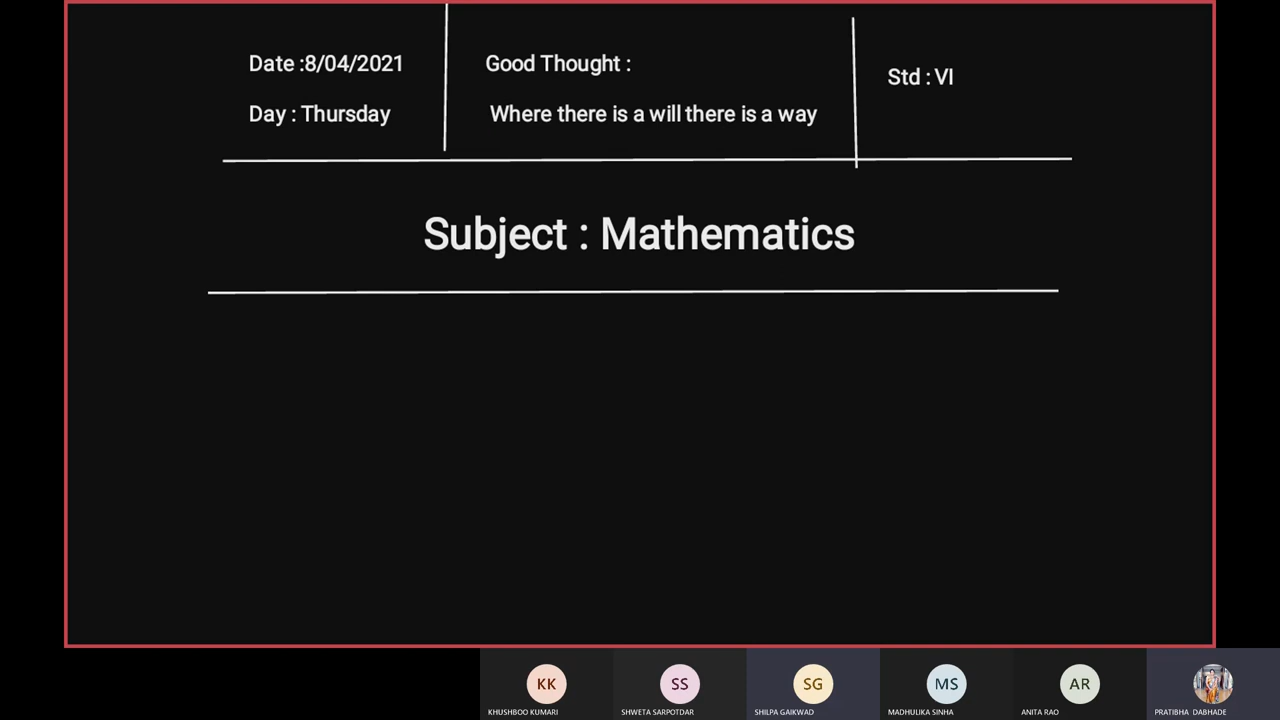 Date :8/04/2021
Day : Thursday
Good Thought :
Where there is a will there is a way
Std : VI
Subject : Mathematics
KK
KHUSHBOO KUMARI
SS
SHWETA SARPOTDAR
SG
SHILPA GAIKWAD
MS
MADHULIKA SINHA
AR
ANITA RAO
PRATIBHA DABHADE